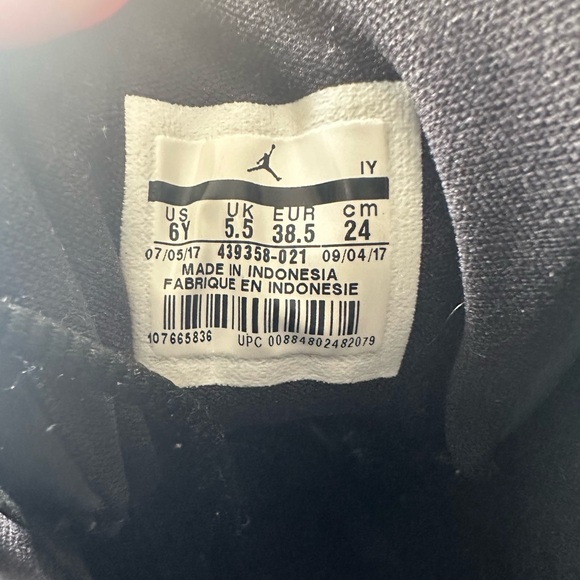 IY
US UK EUR cm
6Y 5.5 38.5 24
07/05/17 439358-021 09/04/17
MADE IN INDONESIA
FABRIQUE EN INDONESIE
107665836 UPC 00884802482079